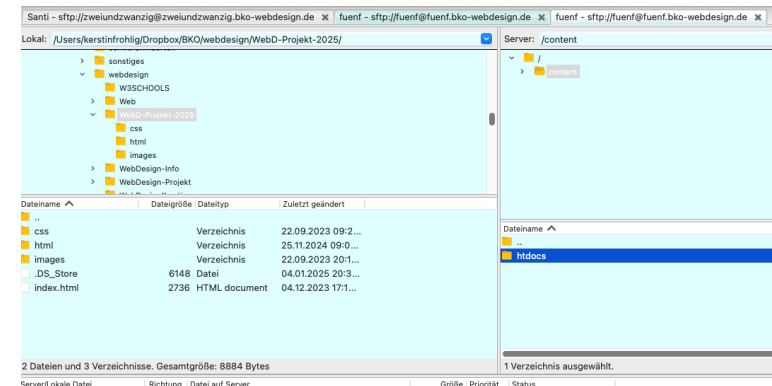 Santi - sftp://zweiundzwanzig@zweiundzwanzig.bko-webdesign.de × fuenf - sftp://fuenf@fuenf.bko-webdesign.de × fuenf - sftp://fuenf@fuenf.bko-webdesign.de ×
Lokal: /Users/kerstinfrohlig/Dropbox/BKO/webdesign/WebD-Projekt-2025/
sonstiges
webdesign
W3SCHOOLS
Web
WebD-Projekt-2025
css
html
images
WebDesign-Info
WebDesign-Projekt
Dateiname Dateigröße Dateityp Zuletzt geändert
..
css Verzeichnis 22.09.2023 09:2...
html Verzeichnis 25.11.2024 09:0...
images Verzeichnis 22.09.2023 20:1...
.DS_Store 6148 Datei 04.01.2025 20:3...
index.html 2736 HTML document 04.12.2023 17:1...
2 Dateien und 3 Verzeichnisse. Gesamtgröße: 8884 Bytes
Server: /content
/
content
Dateiname
..
htdocs
1 Verzeichnis ausgewählt.
Server/Lokale Datei Richtung Datei auf Server Größe Priorität Status